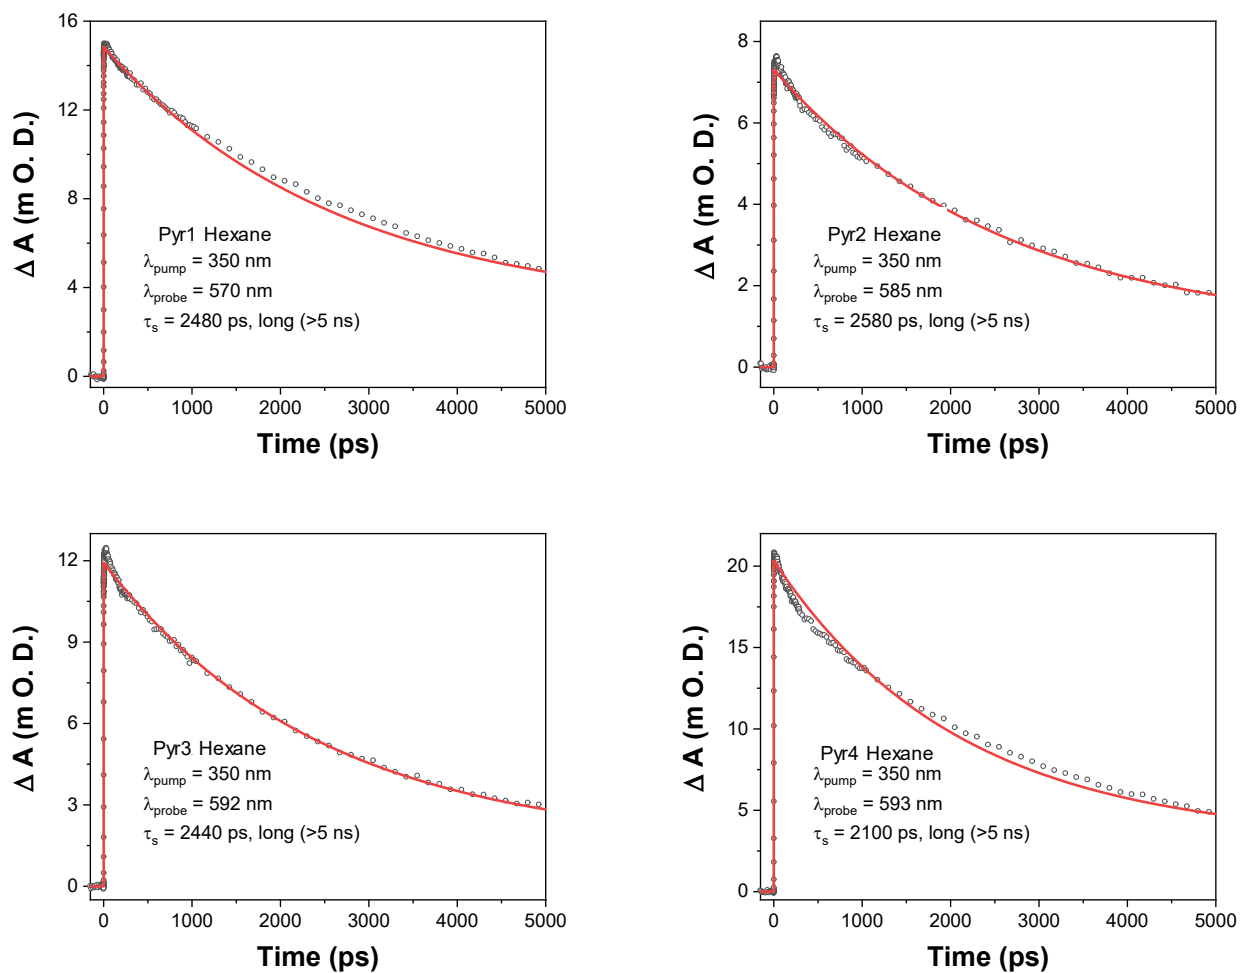 16
12
8
4
0
Δ A (m O. D.)
Pyr1 Hexane
λpump = 350 nm
λprobe = 570 nm
τs = 2480 ps, long (>5 ns)
0 1000 2000 3000 4000 5000
Time (ps)
8
6
4
2
0
Δ A (m O. D.)
Pyr2 Hexane
λpump = 350 nm
λprobe = 585 nm
τs = 2580 ps, long (>5 ns)
0 1000 2000 3000 4000 5000
Time (ps)
12
9
6
3
0
Δ A (m O. D.)
Pyr3 Hexane
λpump = 350 nm
λprobe = 592 nm
τs = 2440 ps, long (>5 ns)
0 1000 2000 3000 4000 5000
Time (ps)
20
15
10
5
0
Δ A (m O. D.)
Pyr4 Hexane
λpump = 350 nm
λprobe = 593 nm
τs = 2100 ps, long (>5 ns)
0 1000 2000 3000 4000 5000
Time (ps)